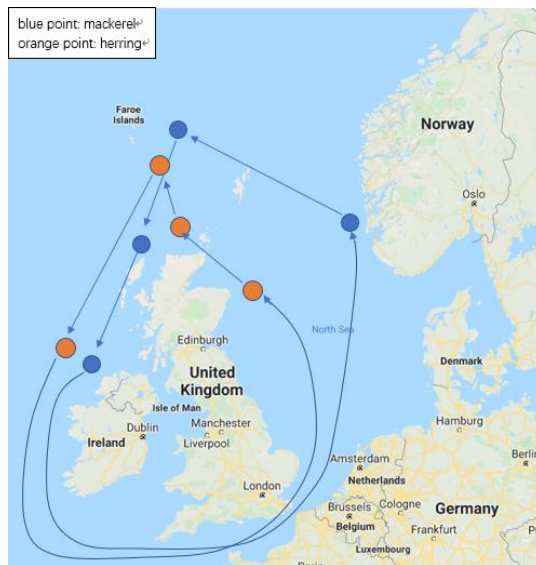 blue point: mackerel↵
orange point: herring↵
Faroe
Islands
Norway
Oslo
North Sea
Edinburgh
United
Kingdom
Denmark
Isle of Man
Manchester
Dublin
Liverpool
Ireland
Hamburg
Amsterdam
Berlin
Netherlands
London
Brussels
Cologne
Belgium
Germany
Frankfurt
Luxembourg